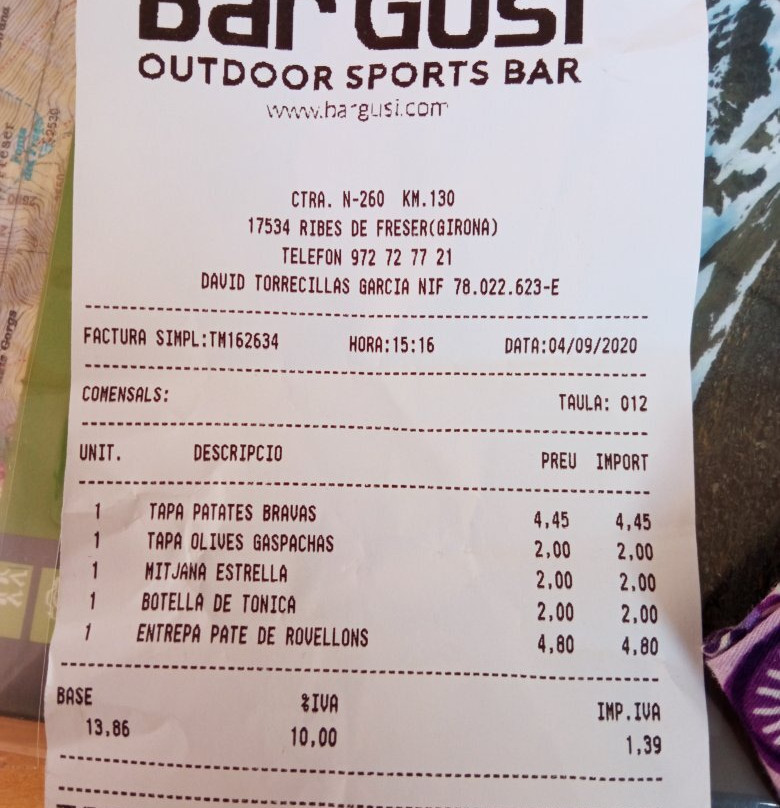 Bar GUSI
OUTDOOR SPORTS BAR
www.bargusi.com
CTRA. N-260 KM.130
17534 RIBES DE FRESER(GIRONA)
TELEFON 972 72 77 21
DAVID TORRECILLAS GARCIA NIF 78.022.623-E
FACTURA SIMPL:TM162634 HORA:15:16 DATA:04/09/2020
COMENSALS: TAULA: 012
UNIT. DESCRIPCIO PREU IMPORT
1 TAPA PATATES BRAVAS 4,45 4,45
1 TAPA OLIVES GASPACHAS 2,00 2,00
1 MITJANA ESTRELLA 2,00 2,00
1 BOTELLA DE TONICA 2,00 2,00
1 ENTREPA PATE DE ROVELLONS 4,80 4,80
BASE %IVA IMP.IVA
13,86 10,00 1,39